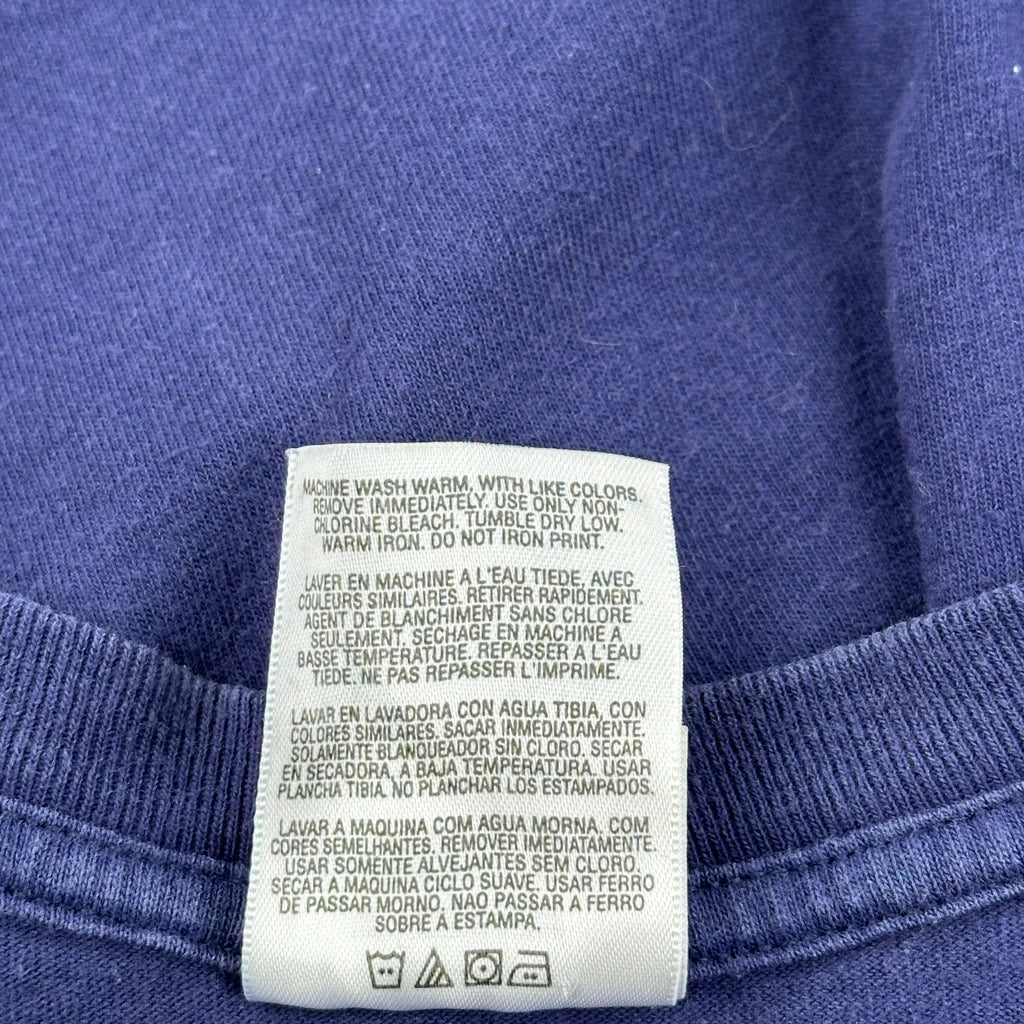 MACHINE WASH WARM, WITH LIKE COLORS.
REMOVE IMMEDIATELY. USE ONLY NON-
CHLORINE BLEACH. TUMBLE DRY LOW.
WARM IRON. DO NOT IRON PRINT.
LAVER EN MACHINE A L'EAU TIEDE, AVEC
COULEURS SIMILAIRES. RETIRER RAPIDEMENT.
AGENT DE BLANCHIMENT SANS CHLORE
SEULEMENT. SECHAGE EN MACHINE A
BASSE TEMPERATURE. REPASSER A L'EAU
TIEDE. NE PAS REPASSER L'IMPRIME.
LAVAR EN LAVADORA CON AGUA TIBIA, CON
COLORES SIMILARES. SACAR INMEDIATAMENTE.
SOLAMENTE BLANQUEADOR SIN CLORO. SECAR
EN SECADORA, A BAJA TEMPERATURA. USAR
PLANCHA TIBIA. NO PLANCHAR LOS ESTAMPADOS.
LAVAR A MAQUINA COM AGUA MORNA, COM
CORES SEMELHANTES. REMOVER IMEDIATAMENTE.
USAR SOMENTE ALVEJANTES SEM CLORO.
SECAR A MAQUINA CICLO SUAVE. USAR FERRO
DE PASSAR MORNO. NAO PASSAR A FERRO
SOBRE A ESTAMPA.